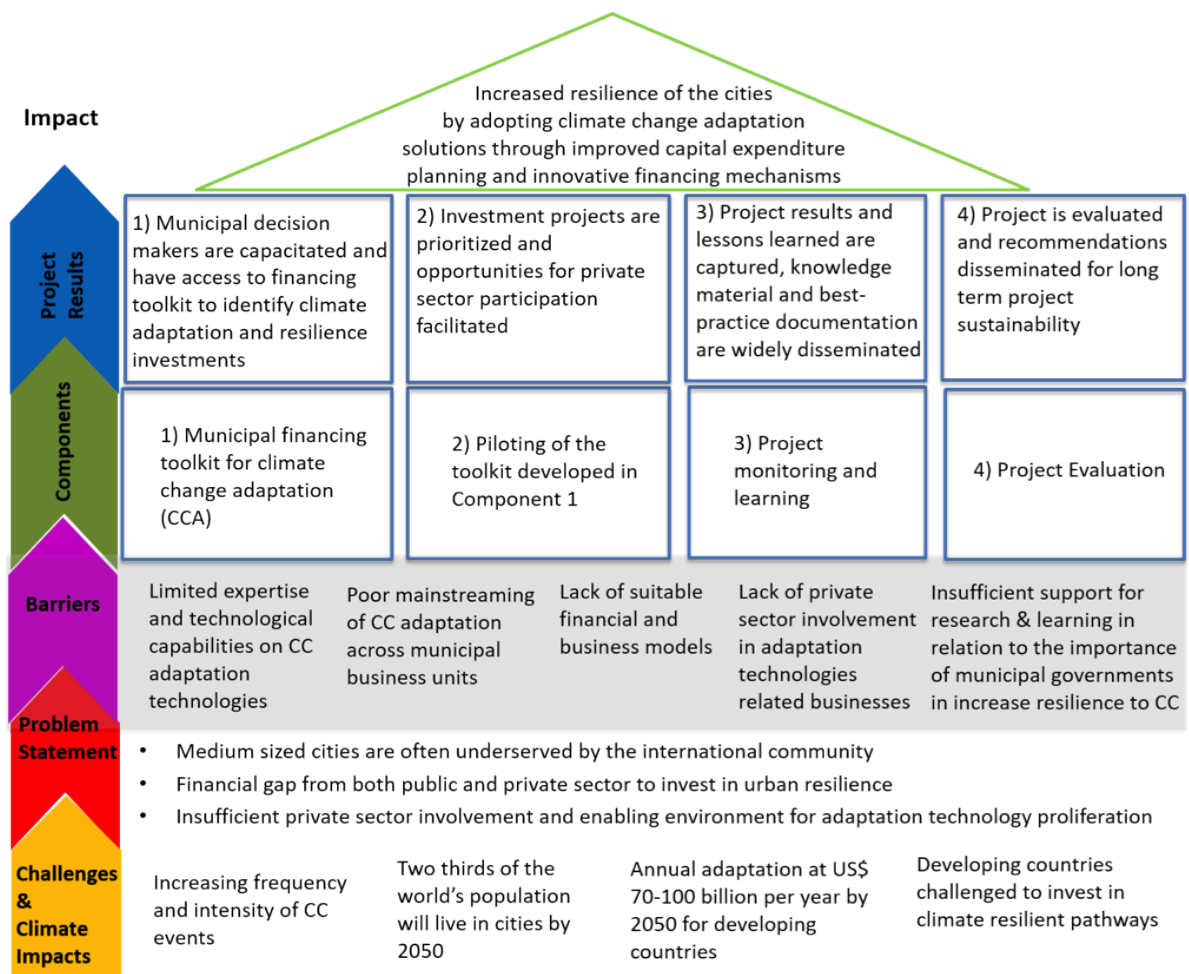 Increased resilience of the cities
by adopting climate change adaptation
solutions through improved capital expenditure
planning and innovative financing mechanisms
Impact
Project
Results
1) Municipal decision
makers are capacitated and
have access to financing
toolkit to identify climate
adaptation and resilience
investments
2) Investment projects are
prioritized and
opportunities for private
sector participation
facilitated
3) Project results and
lessons learned are
captured, knowledge
material and best-
practice documentation
are widely disseminated
4) Project is evaluated
and recommendations
disseminated for long
term project
sustainability
Components
1) Municipal financing
toolkit for climate
change adaptation
(CCA)
2) Piloting of the
toolkit developed in
Component 1
3) Project
monitoring and
learning
4) Project Evaluation
Barriers
Limited expertise
and technological
capabilities on CC
adaptation
technologies
Poor mainstreaming
of CC adaptation
across municipal
business units
Lack of suitable
financial and
business models
Lack of private
sector involvement
in adaptation
technologies
related businesses
Insufficient support for
research & learning in
relation to the importance
of municipal governments
in increase resilience to CC
Problem
Statement
• Medium sized cities are often underserved by the international community
• Financial gap from both public and private sector to invest in urban resilience
• Insufficient private sector involvement and enabling environment for adaptation technology proliferation
Challenges
&
Climate
Impacts
Increasing frequency
and intensity of CC
events
Two thirds of the
world's population
will live in cities by
2050
Annual adaptation at US$
70-100 billion per year by
2050 for developing
countries
Developing countries
challenged to invest in
climate resilient pathways